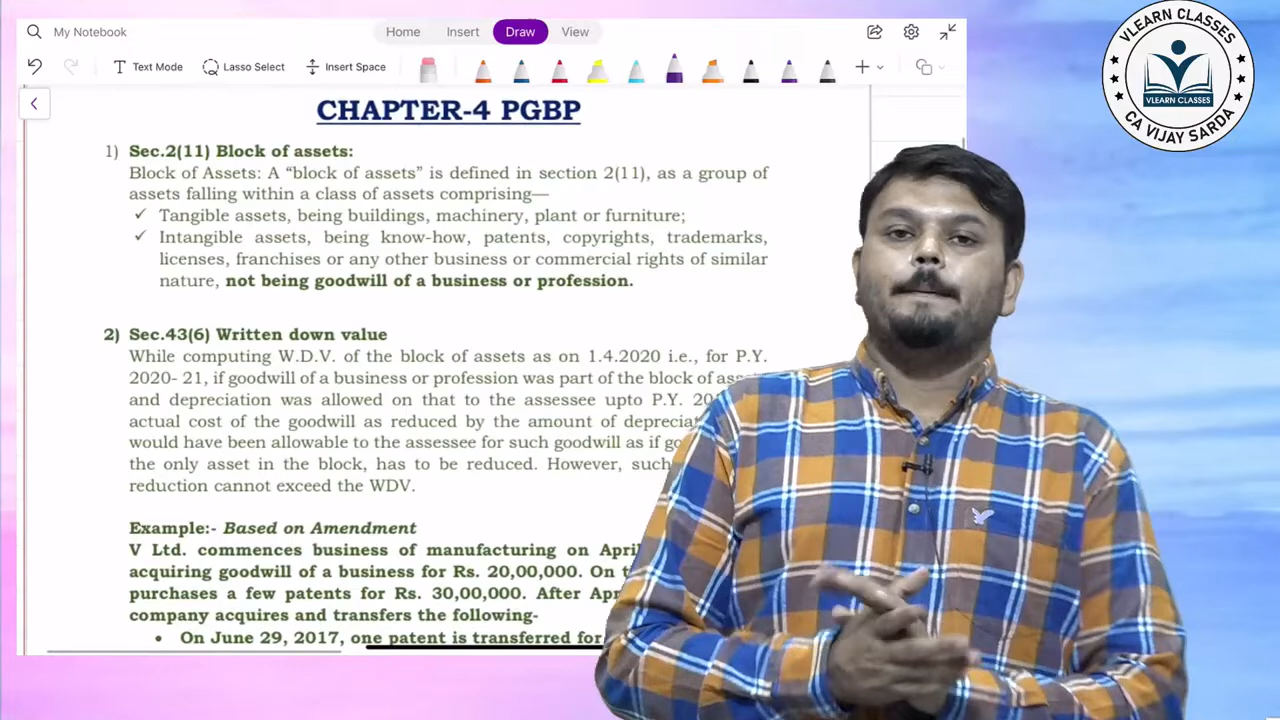 My Notebook
Home Insert Draw View
Text Mode Lasso Select Insert Space
CHAPTER-4 PGBP
1) Sec.2(11) Block of assets:
Block of Assets: A “block of assets” is defined in section 2(11), as a group of
assets falling within a class of assets comprising—
✓ Tangible assets, being buildings, machinery, plant or furniture;
✓ Intangible assets, being know-how, patents, copyrights, trademarks,
licenses, franchises or any other business or commercial rights of similar
nature, not being goodwill of a business or profession.
2) Sec.43(6) Written down value
While computing W.D.V. of the block of assets as on 1.4.2020 i.e., for P.Y.
2020- 21, if goodwill of a business or profession was part of the block of
and depreciation was allowed on that to the assessee upto P.Y.
actual cost of the goodwill as reduced by the amount of
would have been allowable to the assessee for such goodwill as if
the only asset in the block, has to be reduced. However, such
reduction cannot exceed the WDV.
Example:- Based on Amendment
V Ltd. commences business of manufacturing on April
acquiring goodwill of a business for Rs. 20,00,000. On
purchases a few patents for Rs. 30,00,000. After
company acquires and transfers the following-
• On June 29, 2017, one patent is transferred for
VLEARN CLASSES
VLEARN CLASSES
CA VIJAY SARDA